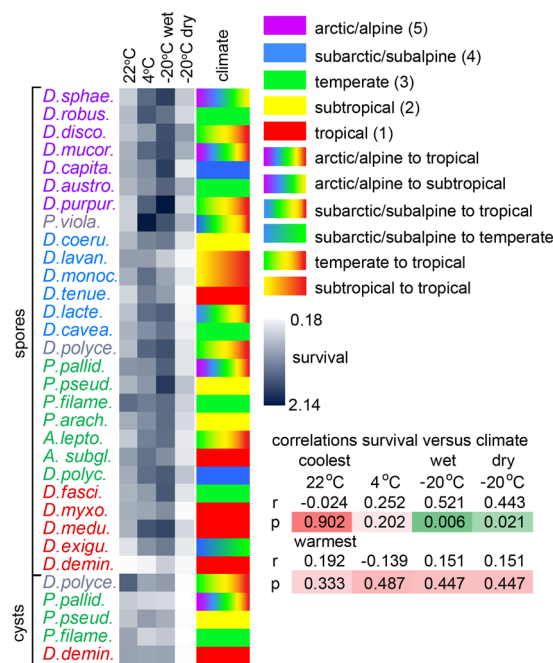 22°C
4°C
-20°C wet
-20°C dry
climate
spores
D.sphae.
D.robus.
D.disco.
D.mucor.
D.capita.
D.austro.
D.purpur.
P.viola.
D.coeru.
D.lavan.
D.monoc.
D.tenue.
D.lacte.
D.cavea.
D.polyce.
P.pallid.
P.pseud.
P.filame.
P.arach.
A.lepto.
A. subgl.
D.polyc.
D.fasci.
D.myxo.
D.medu.
D.exigu.
D.demin.
cysts
D.polyce.
P.pallid.
P.pseud.
P.filame.
D.demin.
arctic/alpine (5)
subarctic/subalpine (4)
temperate (3)
subtropical (2)
tropical (1)
arctic/alpine to tropical
arctic/alpine to subtropical
subarctic/subalpine to tropical
subarctic/subalpine to temperate
temperate to tropical
subtropical to tropical
0.18
survival
2.14
correlations survival versus climate
coolest wet dry
22°C 4°C -20°C -20°C
r -0.024 0.252 0.521 0.443
p 0.902 0.202 0.006 0.021
warmest
r 0.192 -0.139 0.151 0.151
p 0.333 0.487 0.447 0.447